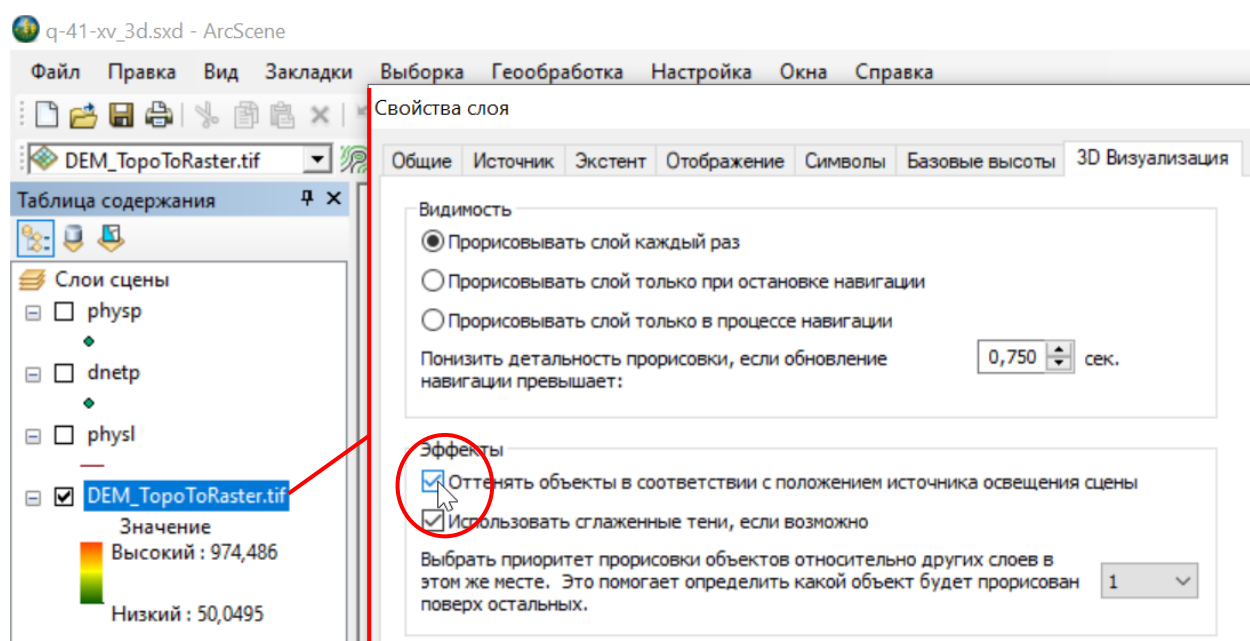 q-41-xv_3d.sxd - ArcScene
Файл Правка Вид Закладки Выборка Геообработка Настройка Окна Справка
Свойства слоя
DEM_TopoToRaster.tif
Общие Источник Экстент Отображение Символы Базовые высоты 3D Визуализация
Таблица содержания
Слои сцены
physp
dnetp
physl
DEM_TopoToRaster.tif
Значение
Высокий : 974,486
Низкий : 50,0495
Видимость
Прорисовывать слой каждый раз
Прорисовывать слой только при остановке навигации
Прорисовывать слой только в процессе навигации
Понизить детальность прорисовки, если обновление
навигации превышает:
0,750 сек.
Эффекты
Оттенять объекты в соответствии с положением источника освещения сцены
Использовать сглаженные тени, если возможно
Выбрать приоритет прорисовки объектов относительно других слоев в
этом же месте. Это помогает определить какой объект будет прорисован
поверх остальных.
1